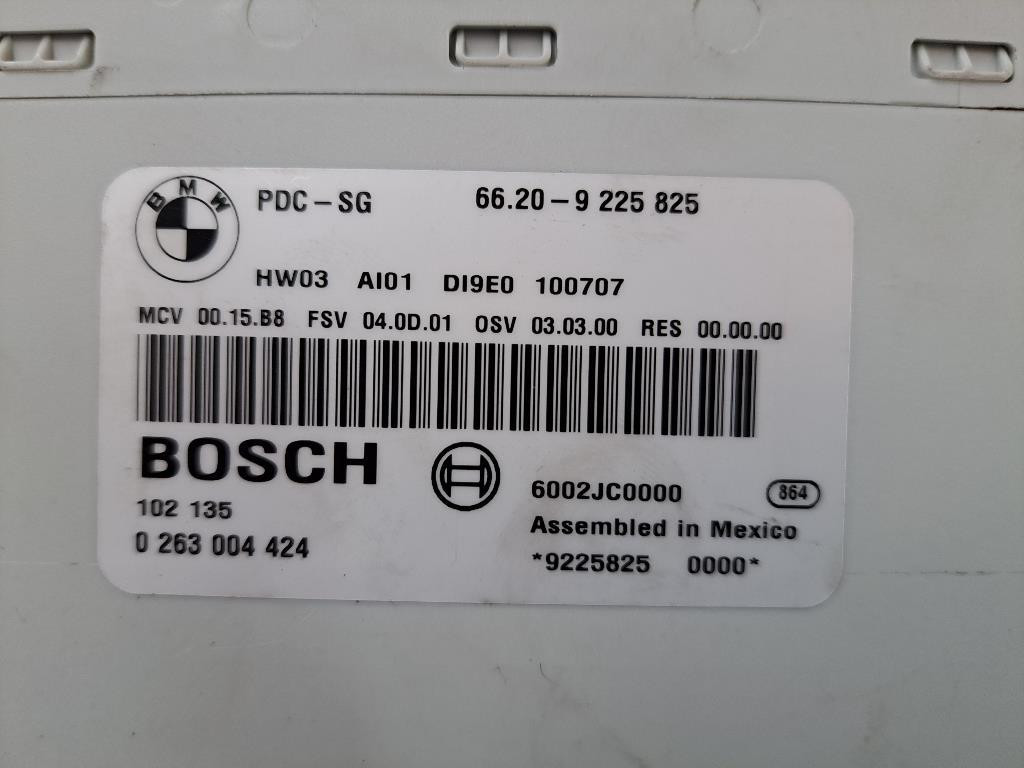 BMW
PDC-SG 66.20-9 225 825
HW03 AI01 DI9E0 100707
MCV 00.15.B8 FSV 04.0D.01 OSV 03.03.00 RES 00.00.00
BOSCH
102 135
0 263 004 424
6002JC0000 864
Assembled in Mexico
*9225825 0000*